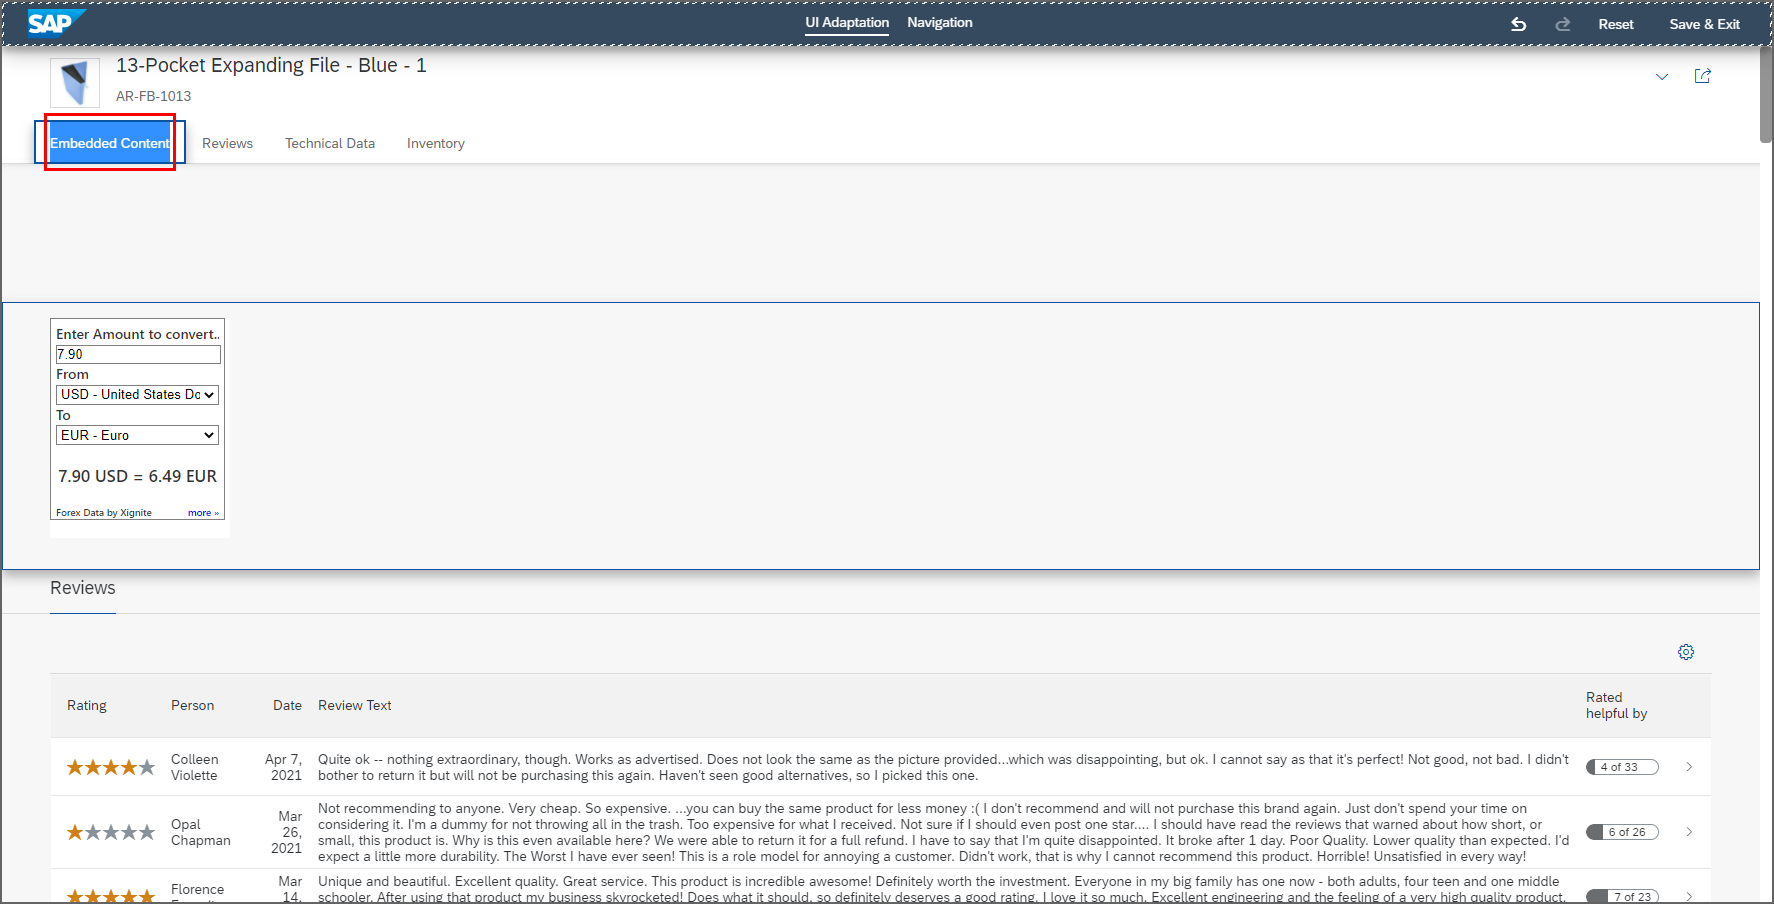 SAP
UI Adaptation Navigation Reset Save & Exit
13-Pocket Expanding File - Blue - 1
AR-FB-1013
Embedded Content Reviews Technical Data Inventory
Enter Amount to convert..
7.90
From
USD - United States Do
To
EUR - Euro
7.90 USD = 6.49 EUR
Forex Data by Xignite more »
Reviews
Rating Person Date Review Text Rated
helpful by
Colleen
Violette
Apr 7,
2021
Quite ok -- nothing extraordinary, though. Works as advertised. Does not look the same as the picture provided...which was disappointing, but ok. I cannot say as that it's perfect! Not good, not bad. I didn't
bother to return it but will not be purchasing this again. Haven't seen good alternatives, so I picked this one.
4 of 33
Opal
Chapman
Mar
26,
2021
Not recommending to anyone. Very cheap. So expensive. ...you can buy the same product for less money :( I don't recommend and will not purchase this brand again. Just don't spend your time on
considering it. I'm a dummy for not throwing all in the trash. Too expensive for what I received. Not sure if I should even post one star.... I should have read the reviews that warned about how short, or
small, this product is. Why is this even available here? We were able to return it for a full refund. I have to say that I'm quite disappointed. It broke after 1 day. Poor Quality. Lower quality than expected. I'd
expect a little more durability. The Worst I have ever seen! This is a role model for annoying a customer. Didn't work, that is why I cannot recommend this product. Horrible! Unsatisfied in every way!
6 of 26
Florence
Mar
14,
Unique and beautiful. Excellent quality. Great service. This product is incredible awesome! Definitely worth the investment. Everyone in my big family has one now - both adults, four teen and one middle
schooler. After using that product my business skyrocketed! Does what it should, so definitely deserves a good rating. I love it so much. Excellent engineering and the feeling of a very high quality product.
7 of 23